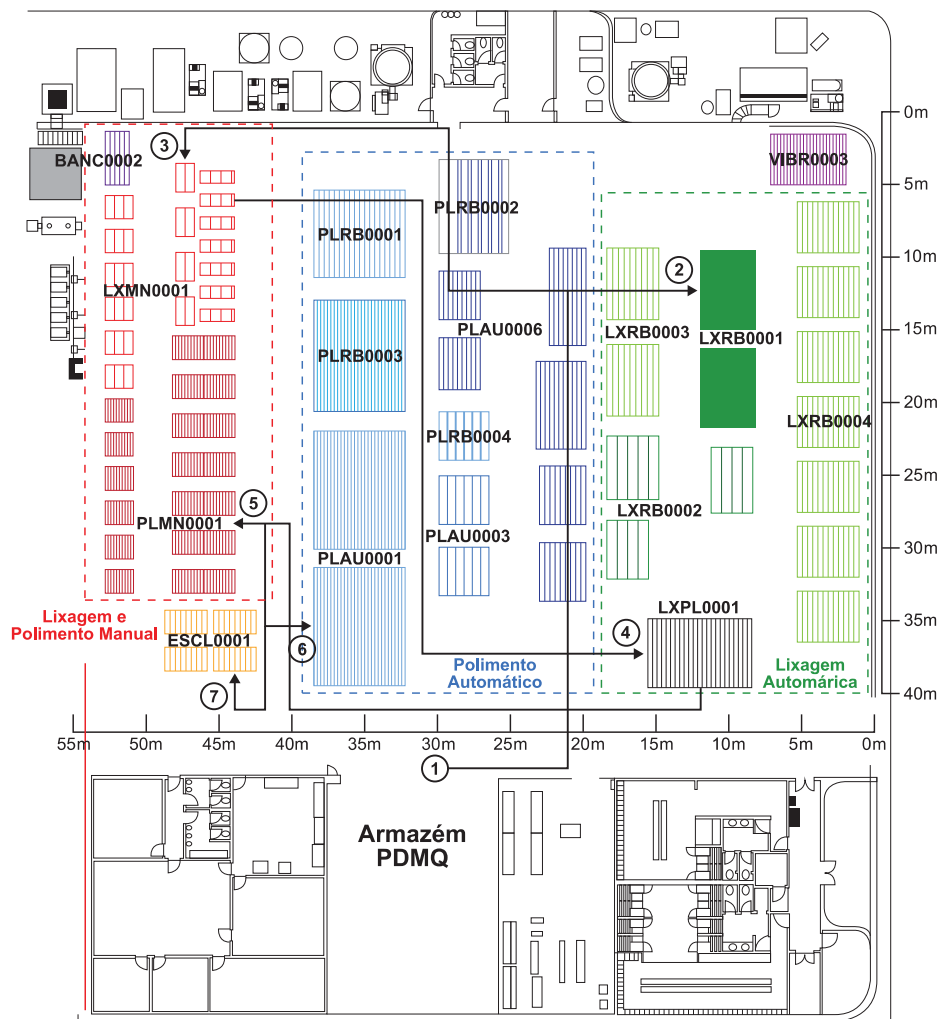 0m
3
BANC0002
VIBR0003
5m
PLRB0002
PLRB0001
10m
2
LXMN0001
PLAU0006
LXRB0003
LXRB0001
15m
PLRB0003
20m
PLRB0004
LXRB0004
25m
5
PLMN0001
LXRB0002
PLAU0003
30m
PLAU0001
Lixagem e
Polimento Manual
ESCL0001
LXPL0001
35m
6
4
7
Polimento
Automático
Lixagem
Automárica
40m
55m
50m
45m
40m
35m
30m
25m
20m
15m
10m
5m
0m
1
Armazém
PDMQ